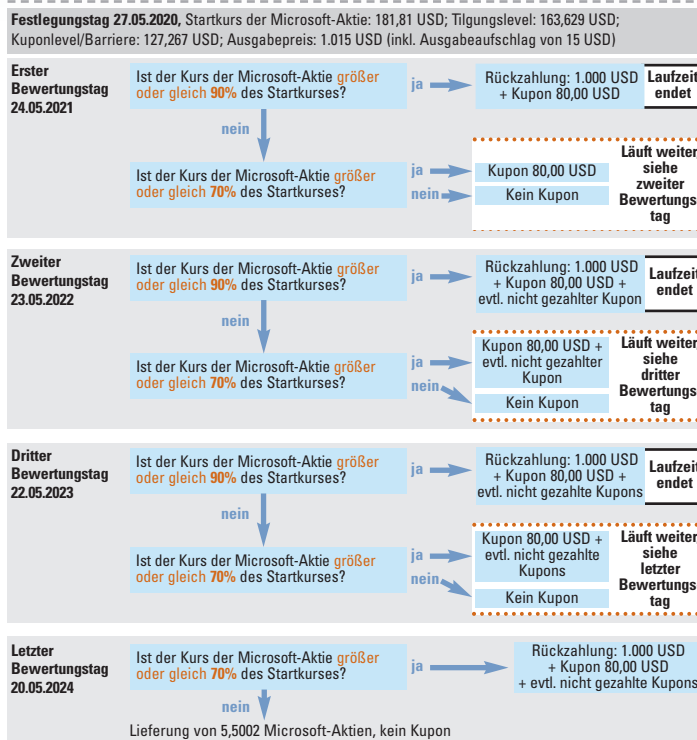 Festlegungstag 27.05.2020, Startkurs der Microsoft-Aktie: 181,81 USD; Tilgungslevel: 163,629 USD;
Kuponlevel/Barriere: 127,267 USD; Ausgabepreis: 1.015 USD (inkl. Ausgabeaufschlag von 15 USD)
Erster
Bewertungstag
24.05.2021
Ist der Kurs der Microsoft-Aktie größer
oder gleich 90% des Startkurses?
ja
Rückzahlung: 1.000 USD
+ Kupon 80,00 USD
Laufzeit
endet
nein
Ist der Kurs der Microsoft-Aktie größer
oder gleich 70% des Startkurses?
ja
Kupon 80,00 USD
nein
Kein Kupon
Läuft weiter
siehe
zweiter
Bewertungs
tag
Zweiter
Bewertungstag
23.05.2022
Ist der Kurs der Microsoft-Aktie größer
oder gleich 90% des Startkurses?
ja
Rückzahlung: 1.000 USD
+ Kupon 80,00 USD +
evtl. nicht gezahlter Kupon
Laufzeit
endet
nein
Ist der Kurs der Microsoft-Aktie größer
oder gleich 70% des Startkurses?
ja
Kupon 80,00 USD +
evtl. nicht gezahlter
Kupon
nein
Kein Kupon
Läuft weiter
siehe
dritter
Bewertungs
tag
Dritter
Bewertungstag
22.05.2023
Ist der Kurs der Microsoft-Aktie größer
oder gleich 90% des Startkurses?
ja
Rückzahlung: 1.000 USD
+ Kupon 80,00 USD +
evtl. nicht gezahlte Kupons
Laufzeit
endet
nein
Ist der Kurs der Microsoft-Aktie größer
oder gleich 70% des Startkurses?
ja
Kupon 80,00 USD +
evtl. nicht gezahlte
Kupons
nein
Kein Kupon
Läuft weiter
siehe
letzter
Bewertungs
tag
Letzter
Bewertungstag
20.05.2024
Ist der Kurs der Microsoft-Aktie größer
oder gleich 70% des Startkurses?
ja
Rückzahlung: 1.000 USD
+ Kupon 80,00 USD
+ evtl. nicht gezahlte Kupons
nein
Lieferung von 5,5002 Microsoft-Aktien, kein Kupon